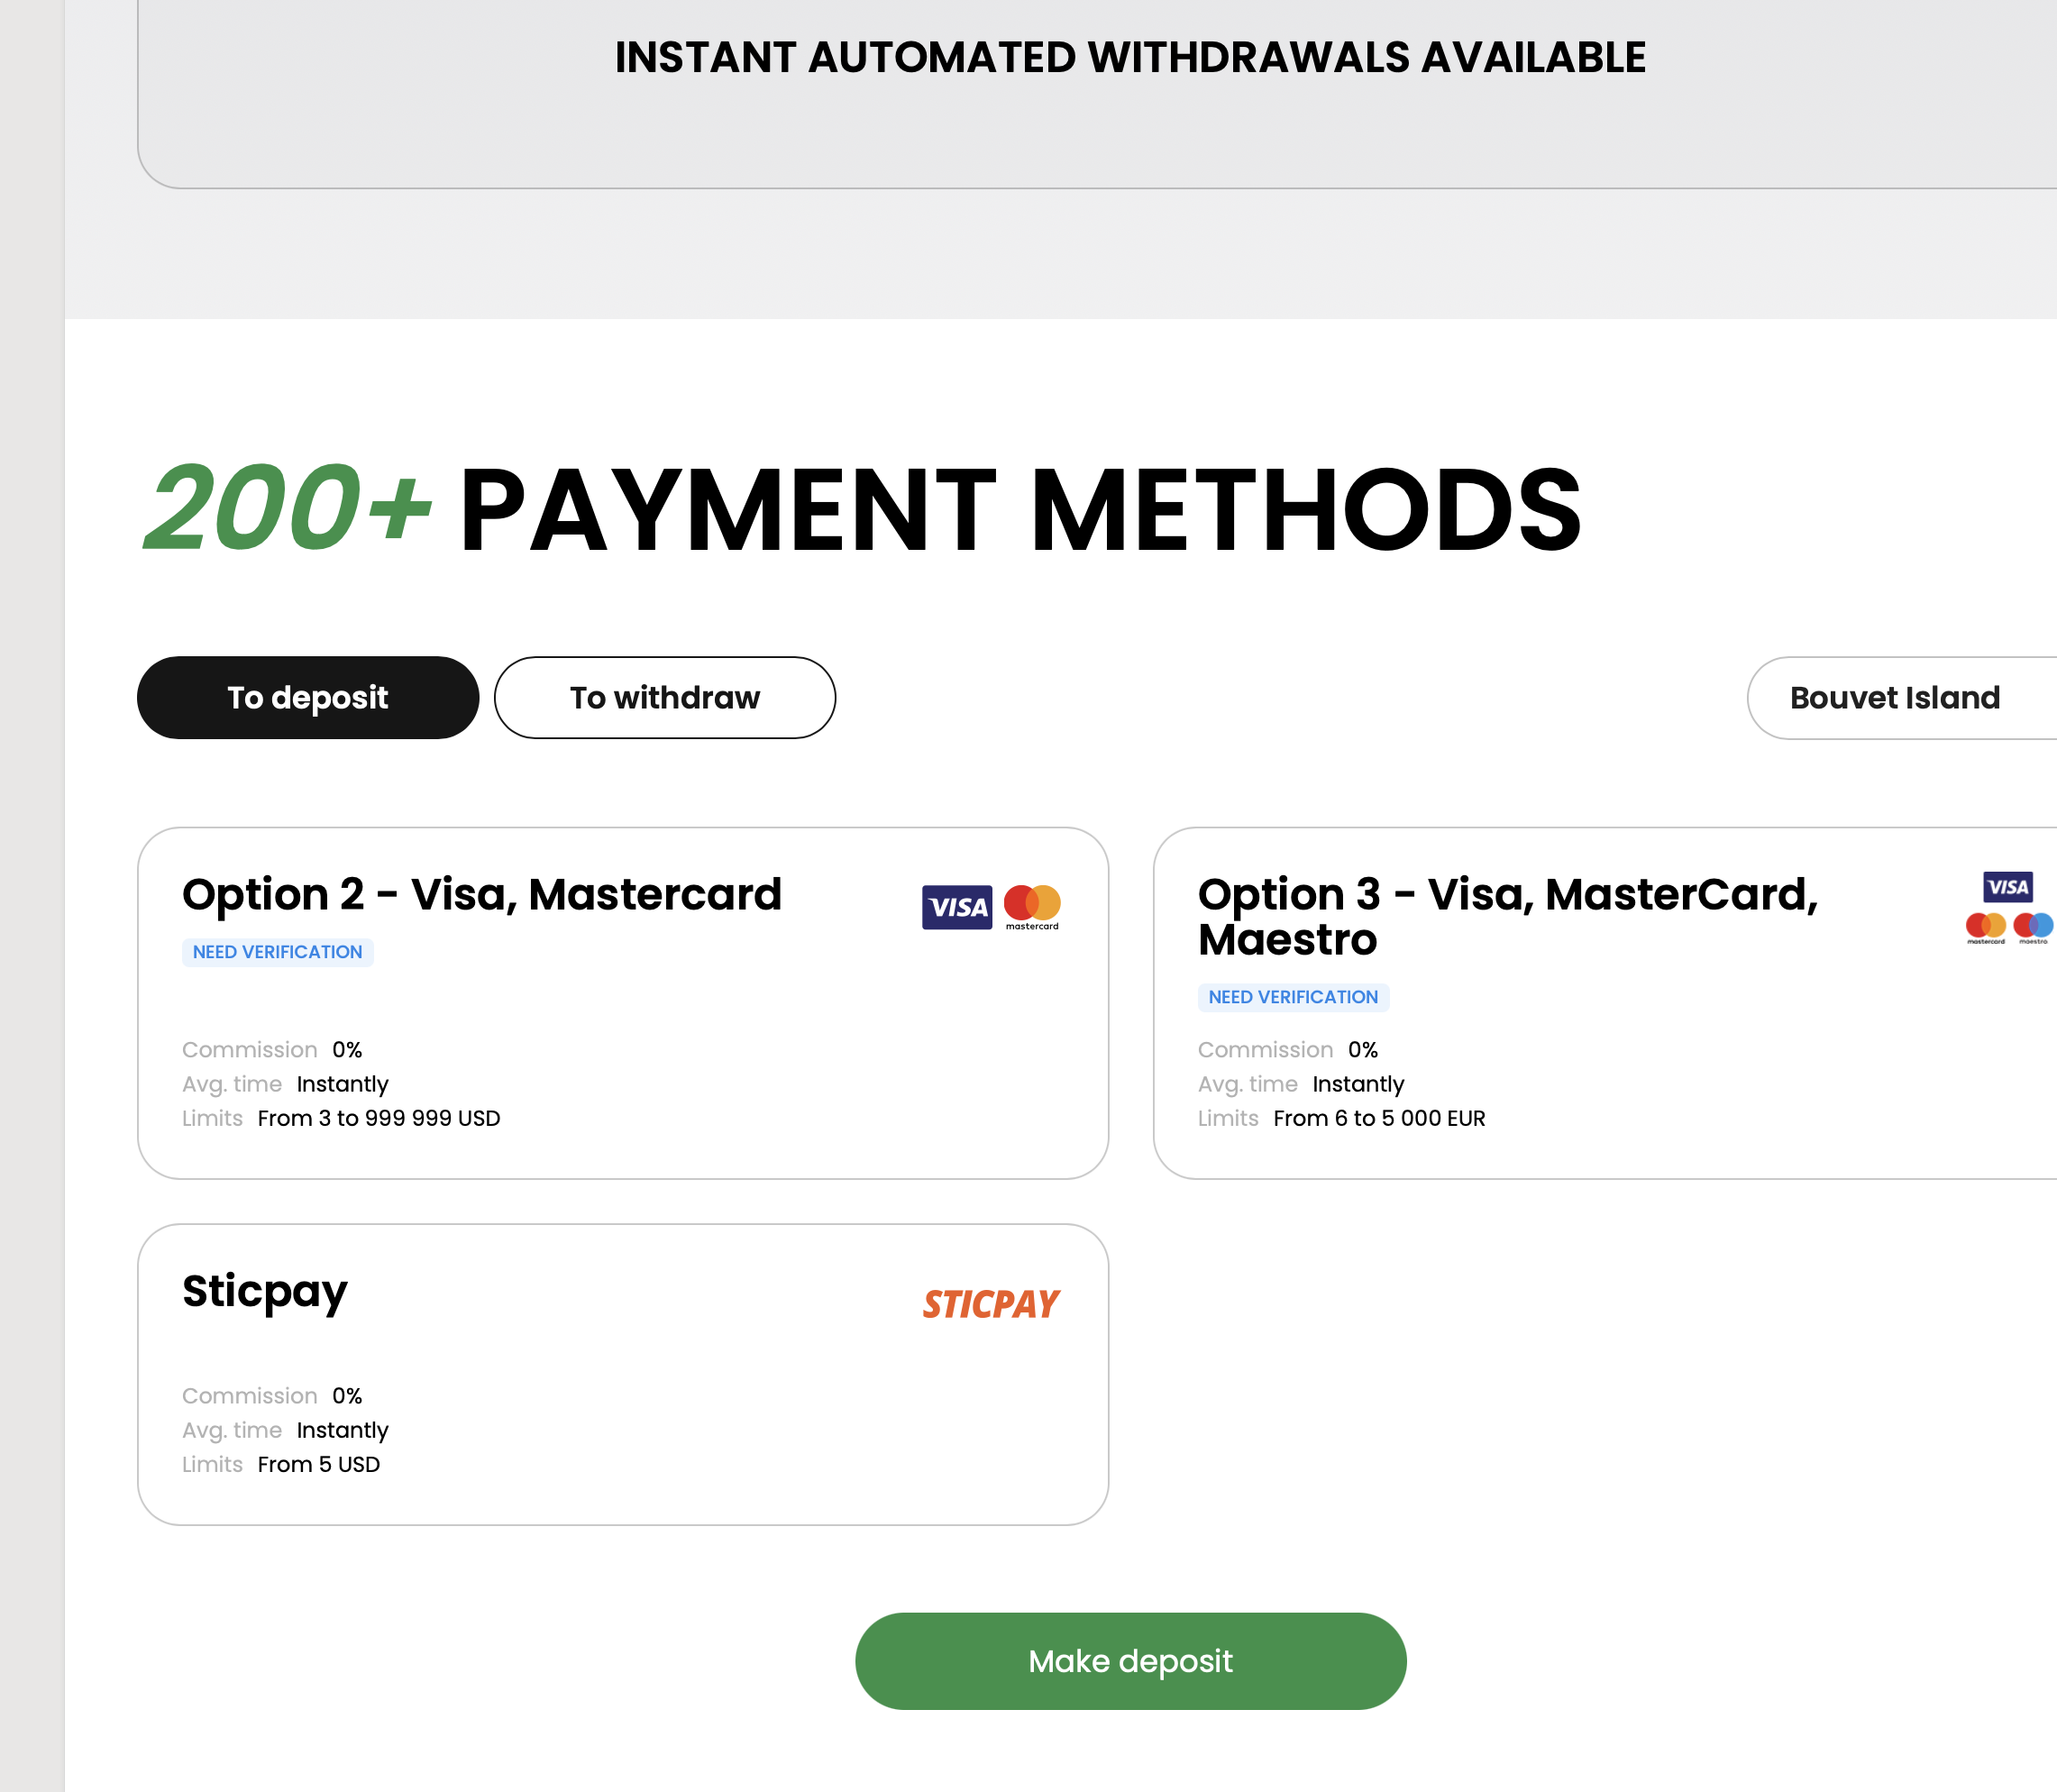 INSTANT AUTOMATED WITHDRAWALS AVAILABLE
200+ PAYMENT METHODS
To deposit
To withdraw
Bouvet Island
Option 2 - Visa, Mastercard
VISA
mastercard
NEED VERIFICATION
Commission 0%
Avg. time Instantly
Limits From 3 to 999 999 USD
Option 3 - Visa, MasterCard,
Maestro
VISA
mastercard maestro
NEED VERIFICATION
Commission 0%
Avg. time Instantly
Limits From 6 to 5 000 EUR
Sticpay
STICPAY
Commission 0%
Avg. time Instantly
Limits From 5 USD
Make deposit